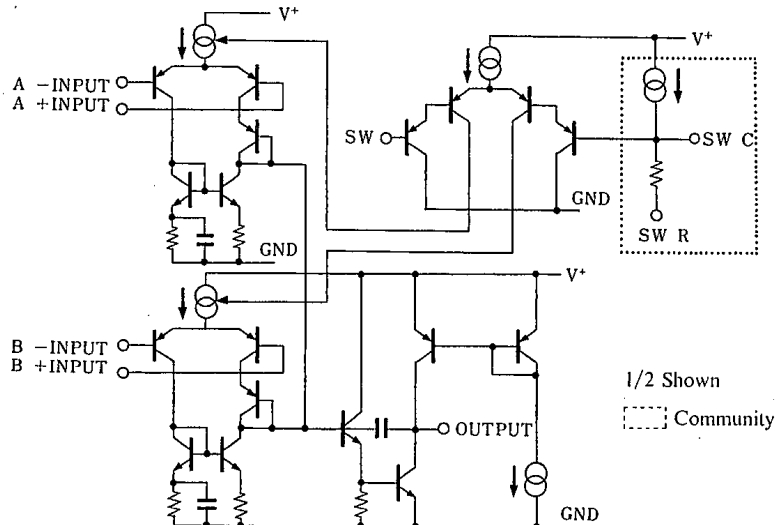 V+
A -INPUT
A +INPUT
GND
V+
SW
SW C
GND
SW R
V+
B -INPUT
B +INPUT
OUTPUT
GND
1/2 Shown
Community